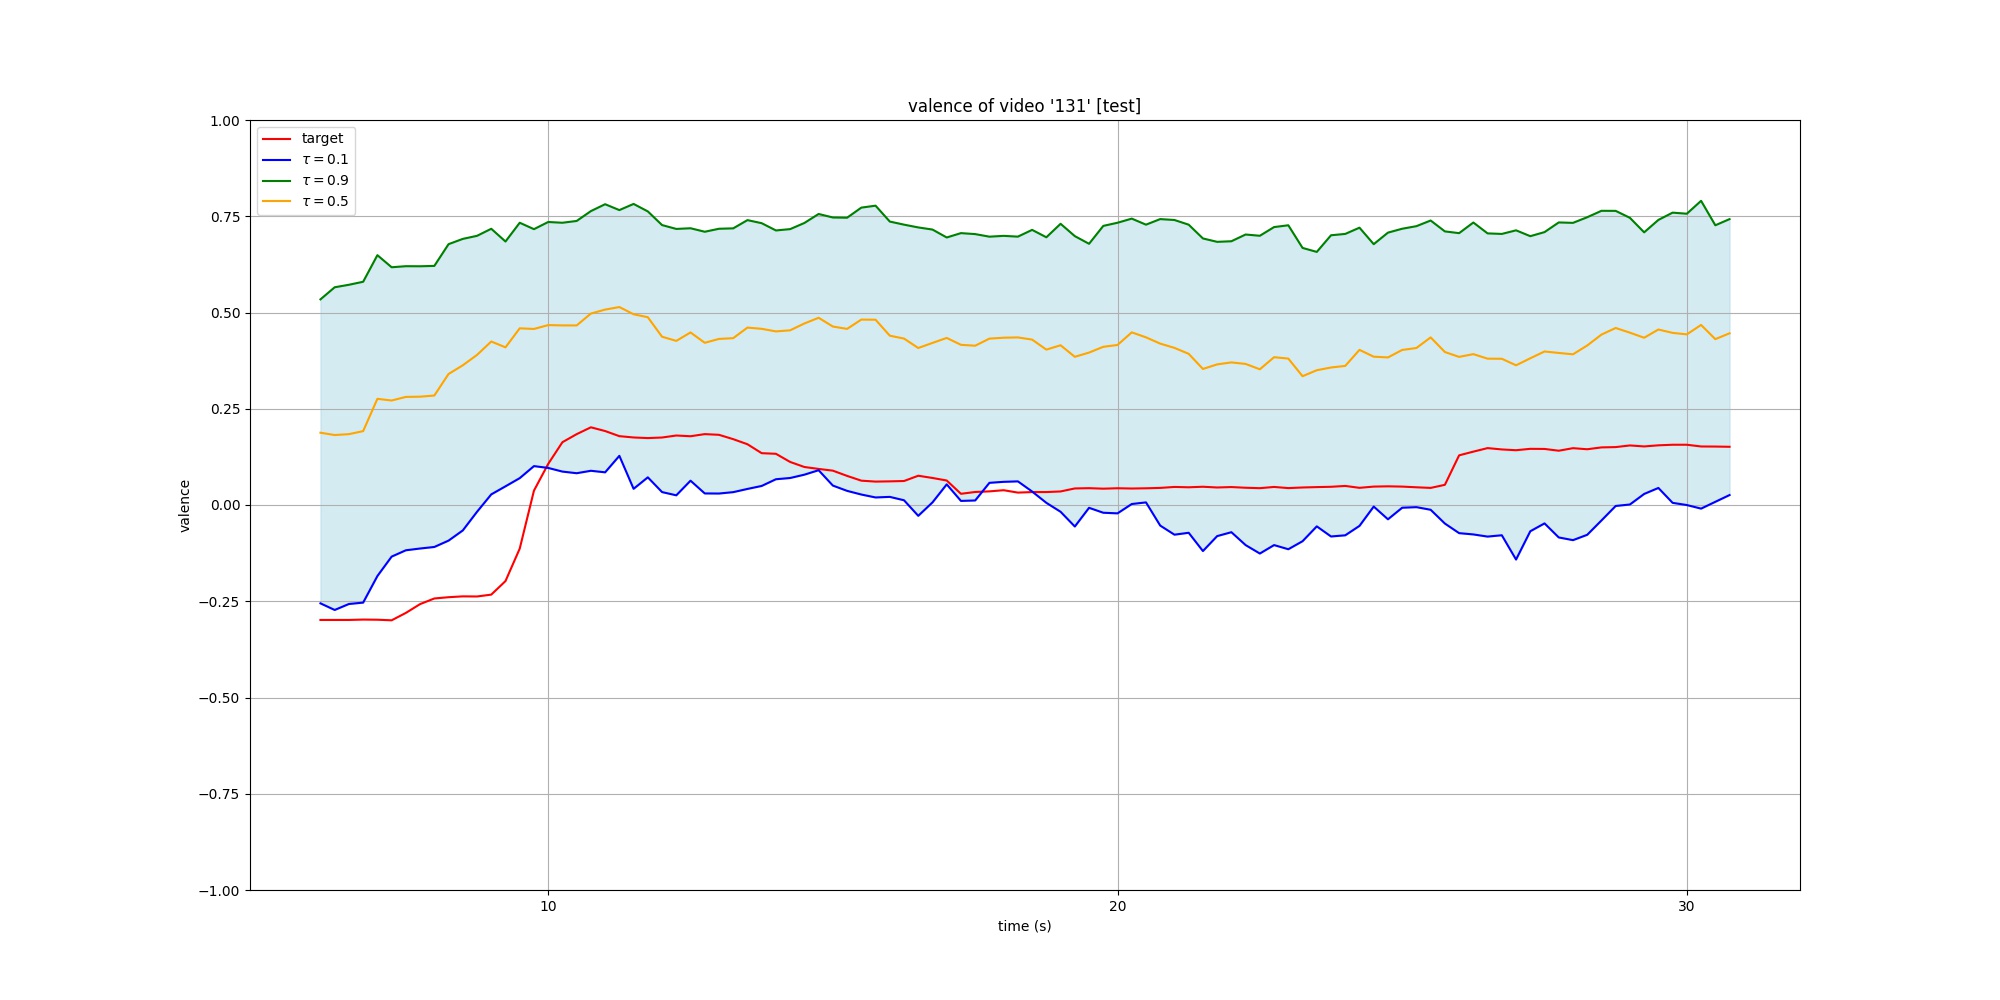 valence of video '131' [test]
target
τ = 0.1
τ = 0.9
τ = 0.5
1.00
0.75
0.50
0.25
0.00
−0.25
−0.50
−0.75
−1.00
valence
10
20
30
time (s)